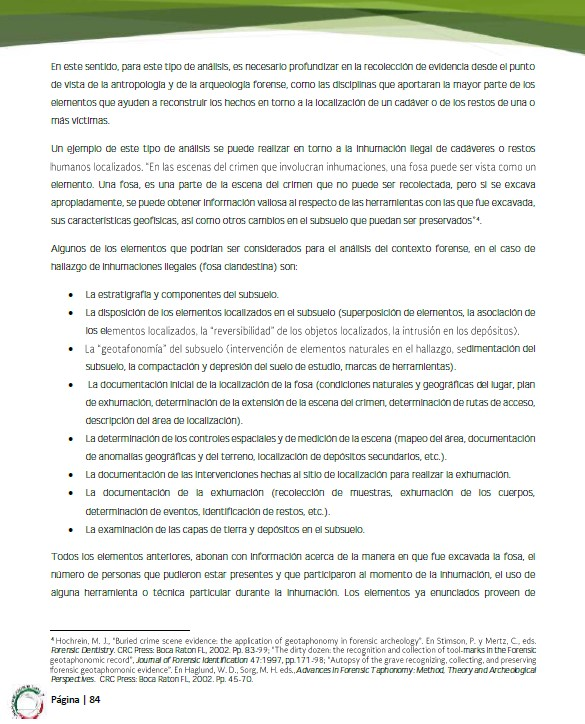 En este sentido, para este tipo de análisis, es necesario profundizar en la recolección de evidencia desde el punto
de vista de la antropología y de la arqueología forense, como las disciplinas que aportaran la mayor parte de los
elementos que ayuden a reconstruir los hechos en torno a la localización de un cadáver o de los restos de una o
más víctimas.
Un ejemplo de este tipo de análisis se puede realizar en torno a la inhumación ilegal de cadáveres o restos
humanos localizados. “En las escenas del crimen que involucran inhumaciones, una fosa puede ser vista como un
elemento. Una fosa, es una parte de la escena del crimen que no puede ser recolectada, pero si se excava
apropiadamente, se puede obtener información valiosa al respecto de las herramientas con las que fue excavada,
sus características geofísicas, así como otros cambios en el subsuelo que puedan ser preservados”⁴.
Algunos de los elementos que podrían ser considerados para el análisis del contexto forense, en el caso de
hallazgo de inhumaciones ilegales (fosa clandestina) son:
• La estratigrafía y componentes del subsuelo.
• La disposición de los elementos localizados en el subsuelo (superposición de elementos, la asociación de
los elementos localizados, la “reversibilidad” de los objetos localizados, la intrusión en los depósitos).
• La “geotafonomía” del subsuelo (intervención de elementos naturales en el hallazgo, sedimentación del
subsuelo, la compactación y depresión del suelo de estudio, marcas de herramientas).
• La documentación inicial de la localización de la fosa (condiciones naturales y geográficas del lugar, plan
de exhumación, determinación de la extensión de la escena del crimen, determinación de rutas de acceso,
descripción del área de localización).
• La determinación de los controles espaciales y de medición de la escena (mapeo del área, documentación
de anomalías geográficas y del terreno, localización de depósitos secundarios, etc.).
• La documentación de las intervenciones hechas al sitio de localización para realizar la exhumación.
• La documentación de la exhumación (recolección de muestras, exhumación de los cuerpos,
determinación de eventos, identificación de restos, etc.).
• La examinación de las capas de tierra y depósitos en el subsuelo.
Todos los elementos anteriores, abonan con información acerca de la manera en que fue excavada la fosa, el
número de personas que pudieron estar presentes y que participaron al momento de la inhumación, el uso de
alguna herramienta o técnica particular durante la inhumación. Los elementos ya enunciados proveen de
⁴ Hochrein, M. J., “Buried crime scene evidence: the application of geotaphonomy in forensic archeology”. En Stimson, P. y Mertz, C., eds.
Forensic Dentistry. CRC Press: Boca Raton FL, 2002. Pp. 83-99; “The dirty dozen: the recognition and collection of tool-marks in the Forensic
geotaphonomic record”, Journal of Forensic Identification 47:1997, pp.171-98; “Autopsy of the grave recognizing, collecting, and preserving
forensic geotaphomonic evidence”. En Haglund, W. D., Sorg, M. H. eds., Advances in Forensic Taphonomy: Method, Theory and Archeological
Perspectives. CRC Press: Boca Raton FL, 2002. Pp. 45-70.
Página | 84